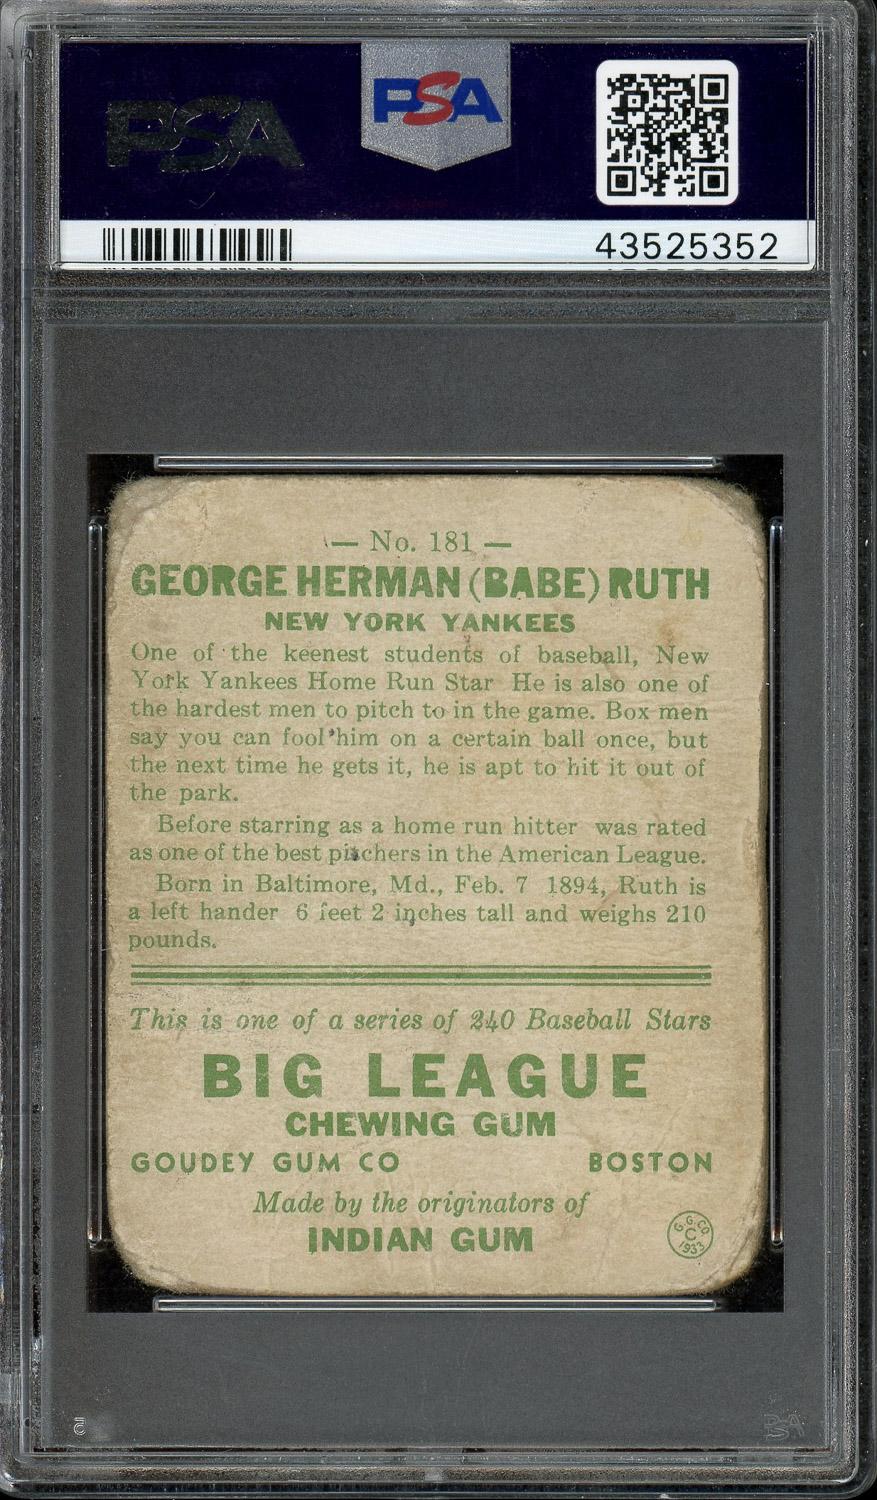 PSA
PSA
43525352
— No. 181 —
GEORGE HERMAN (BABE) RUTH
NEW YORK YANKEES
One of the keenest students of baseball, New
York Yankees Home Run Star He is also one of
the hardest men to pitch to in the game. Box men
say you can fool him on a certain ball once, but
the next time he gets it, he is apt to hit it out of
the park.
Before starring as a home run hitter was rated
as one of the best pitchers in the American League.
Born in Baltimore, Md., Feb. 7 1894, Ruth is
a left hander 6 feet 2 inches tall and weighs 210
pounds.
This is one of a series of 240 Baseball Stars
BIG LEAGUE
CHEWING GUM
GOUDEY GUM CO BOSTON
Made by the originators of
INDIAN GUM
G.G.CO
C
1933
PSA